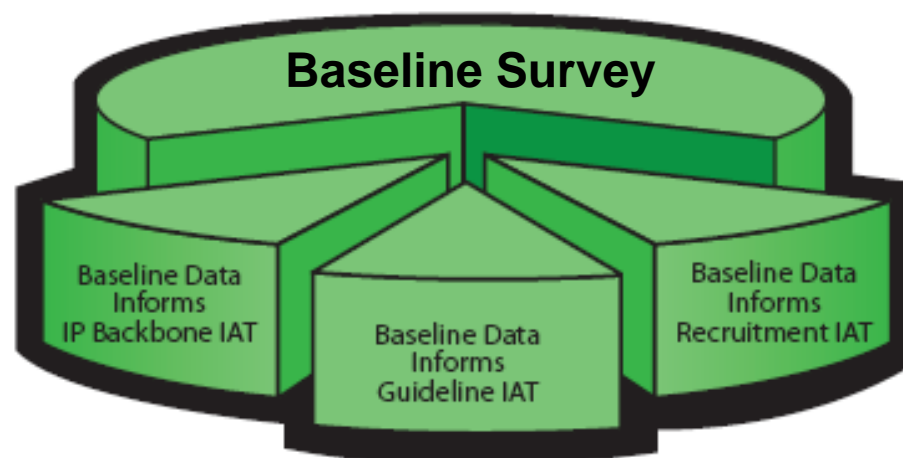 Baseline Survey
Baseline Data
Informs
IP Backbone IAT
Baseline Data
Informs
Guideline IAT
Baseline Data
Informs
Recruitment IAT